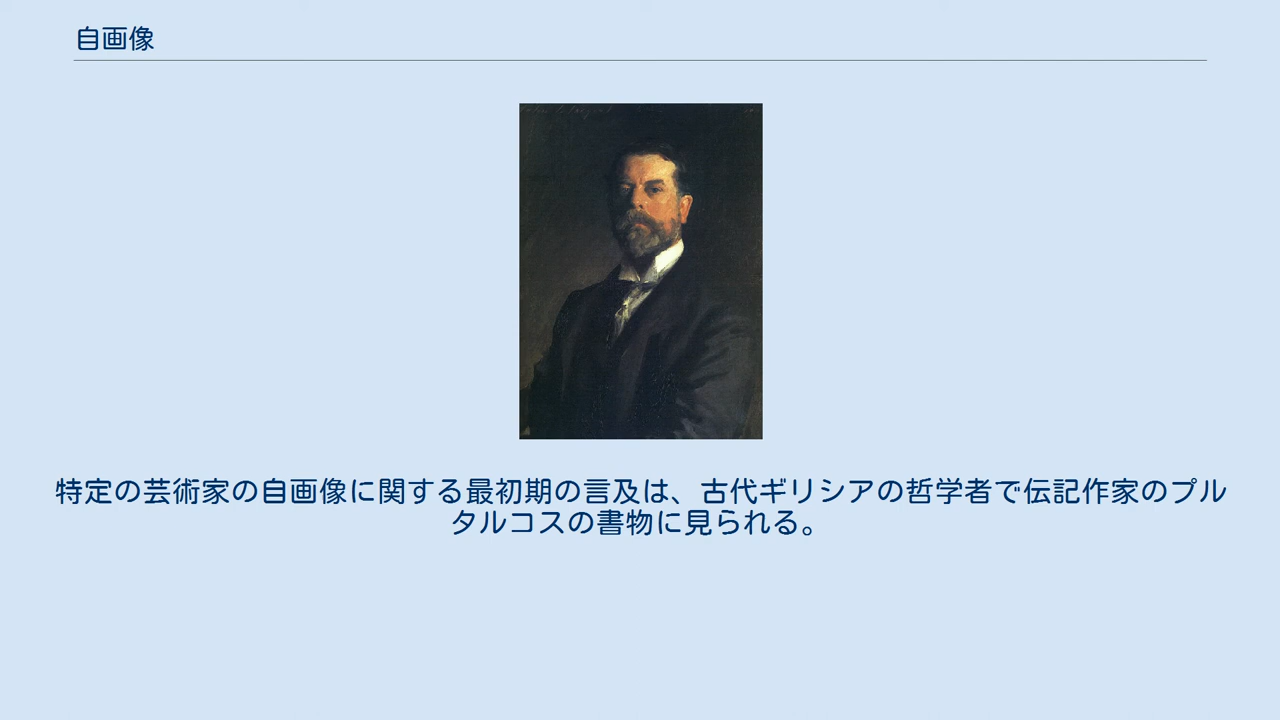 自画像
特定の芸術家の自画像に関する最初期の言及は、古代ギリシアの哲学者で伝記作家のプル
タルコスの書物に見られる。